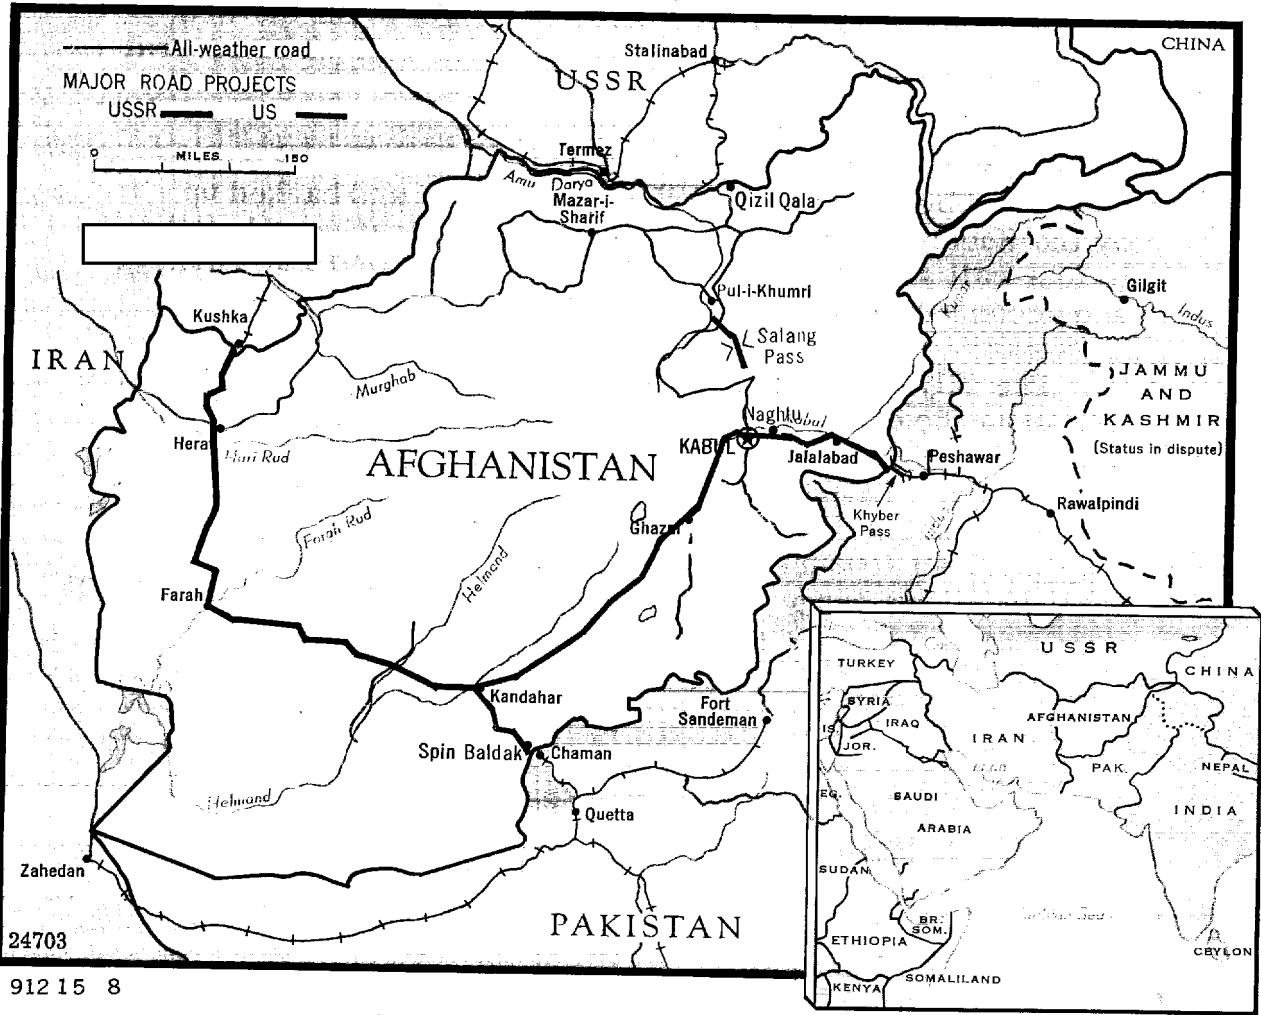 All-weather road
MAJOR ROAD PROJECTS
USSR US
0 MILES 150
CHINA
Stalinabad
USSR
Termez
Amu Darya
Mazar-i-
Sharif
Qizil Qala
Pul-i-Khumri
Salang
Pass
Kushka
IRAN
Murghab
Gilgit
Indus
JAMMU
AND
KASHMIR
(Status in dispute)
Herat
Hari Rud
AFGHANISTAN
Naghlu
Kabul
KABUL
Jalalabad
Peshawar
Khyber
Pass
Rawalpindi
Ghazni
Farah Rud
Helmand
Farah
Kandahar
Fort
Sandeman
Spin Baldak
Chaman
Helmand
Quetta
Zahedan
PAKISTAN
24703
912 15 8
USSR
TURKEY
CHINA
SYRIA
IRAQ
AFGHANISTAN
IS.
JOR.
IRAN
PAK.
NEPAL
EG.
SAUDI
ARABIA
INDIA
SUDAN
BR.
SOM.
ETHIOPIA
CEYLON
SOMALILAND
KENYA